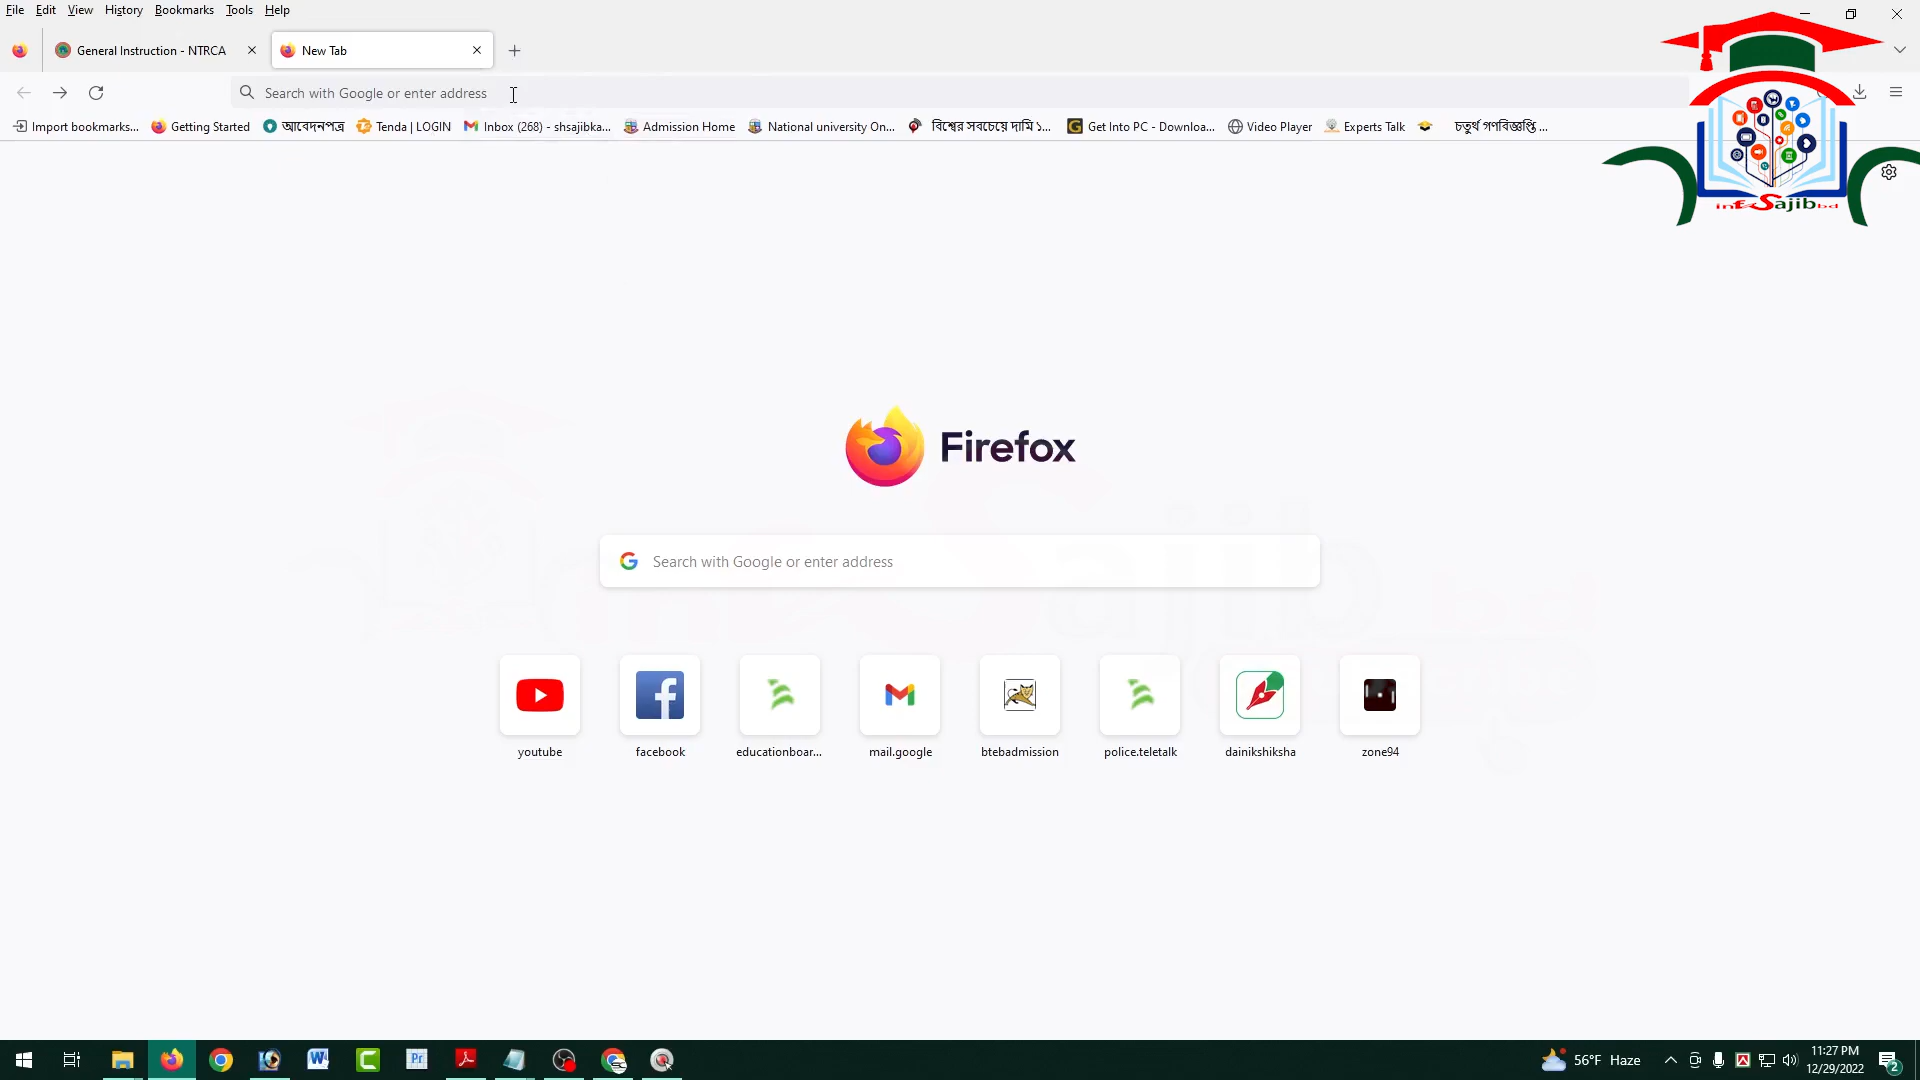 File Edit View History Bookmarks Tools Help
General Instruction - NTRCA
New Tab
Search with Google or enter address
Import bookmarks...
Getting Started
আবেদনপত্র
Tenda | LOGIN
Inbox (268) - shsajibka...
Admission Home
National university On...
বিশ্বের সবচেয়ে দামি ১...
Get Into PC - Downloa...
Video Player
Experts Talk
চতুর্থ গণবিজ্ঞপ্তি ...
Sajib bd
Firefox
Search with Google or enter address
youtube
facebook
educationboar...
mail.google
btebadmission
police.teletalk
dainikshiksha
zone94
56°F Haze
11:27 PM
12/29/2022
2